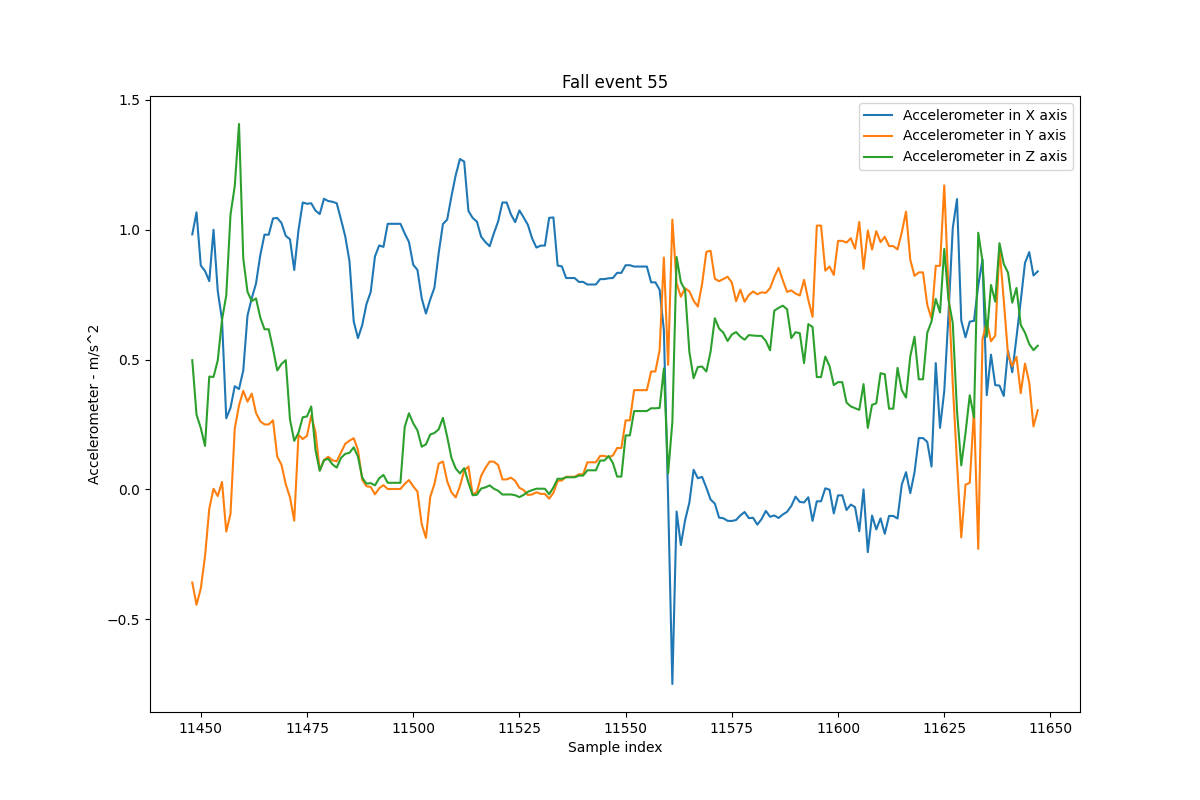 Fall event 55
Accelerometer in X axis
Accelerometer in Y axis
Accelerometer in Z axis
1.5
1.0
0.5
0.0
−0.5
Accelerometer - m/s^2
11450 11475 11500 11525 11550 11575 11600 11625 11650
Sample index